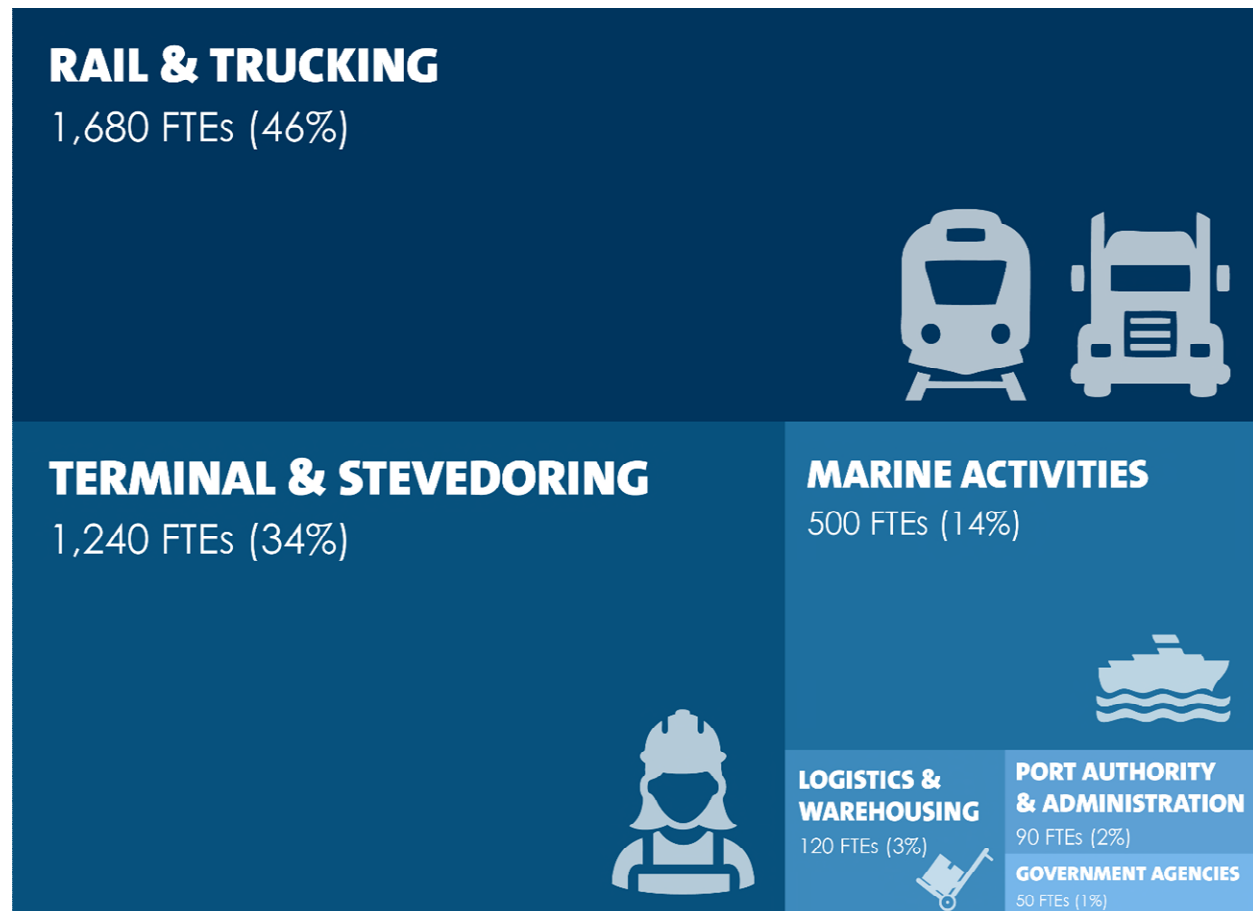 RAIL & TRUCKING
1,680 FTEs (46%)
TERMINAL & STEVEDORING
1,240 FTEs (34%)
MARINE ACTIVITIES
500 FTEs (14%)
LOGISTICS &
WAREHOUSING
120 FTEs (3%)
PORT AUTHORITY
& ADMINISTRATION
90 FTEs (2%)
GOVERNMENT AGENCIES
50 FTEs (1%)